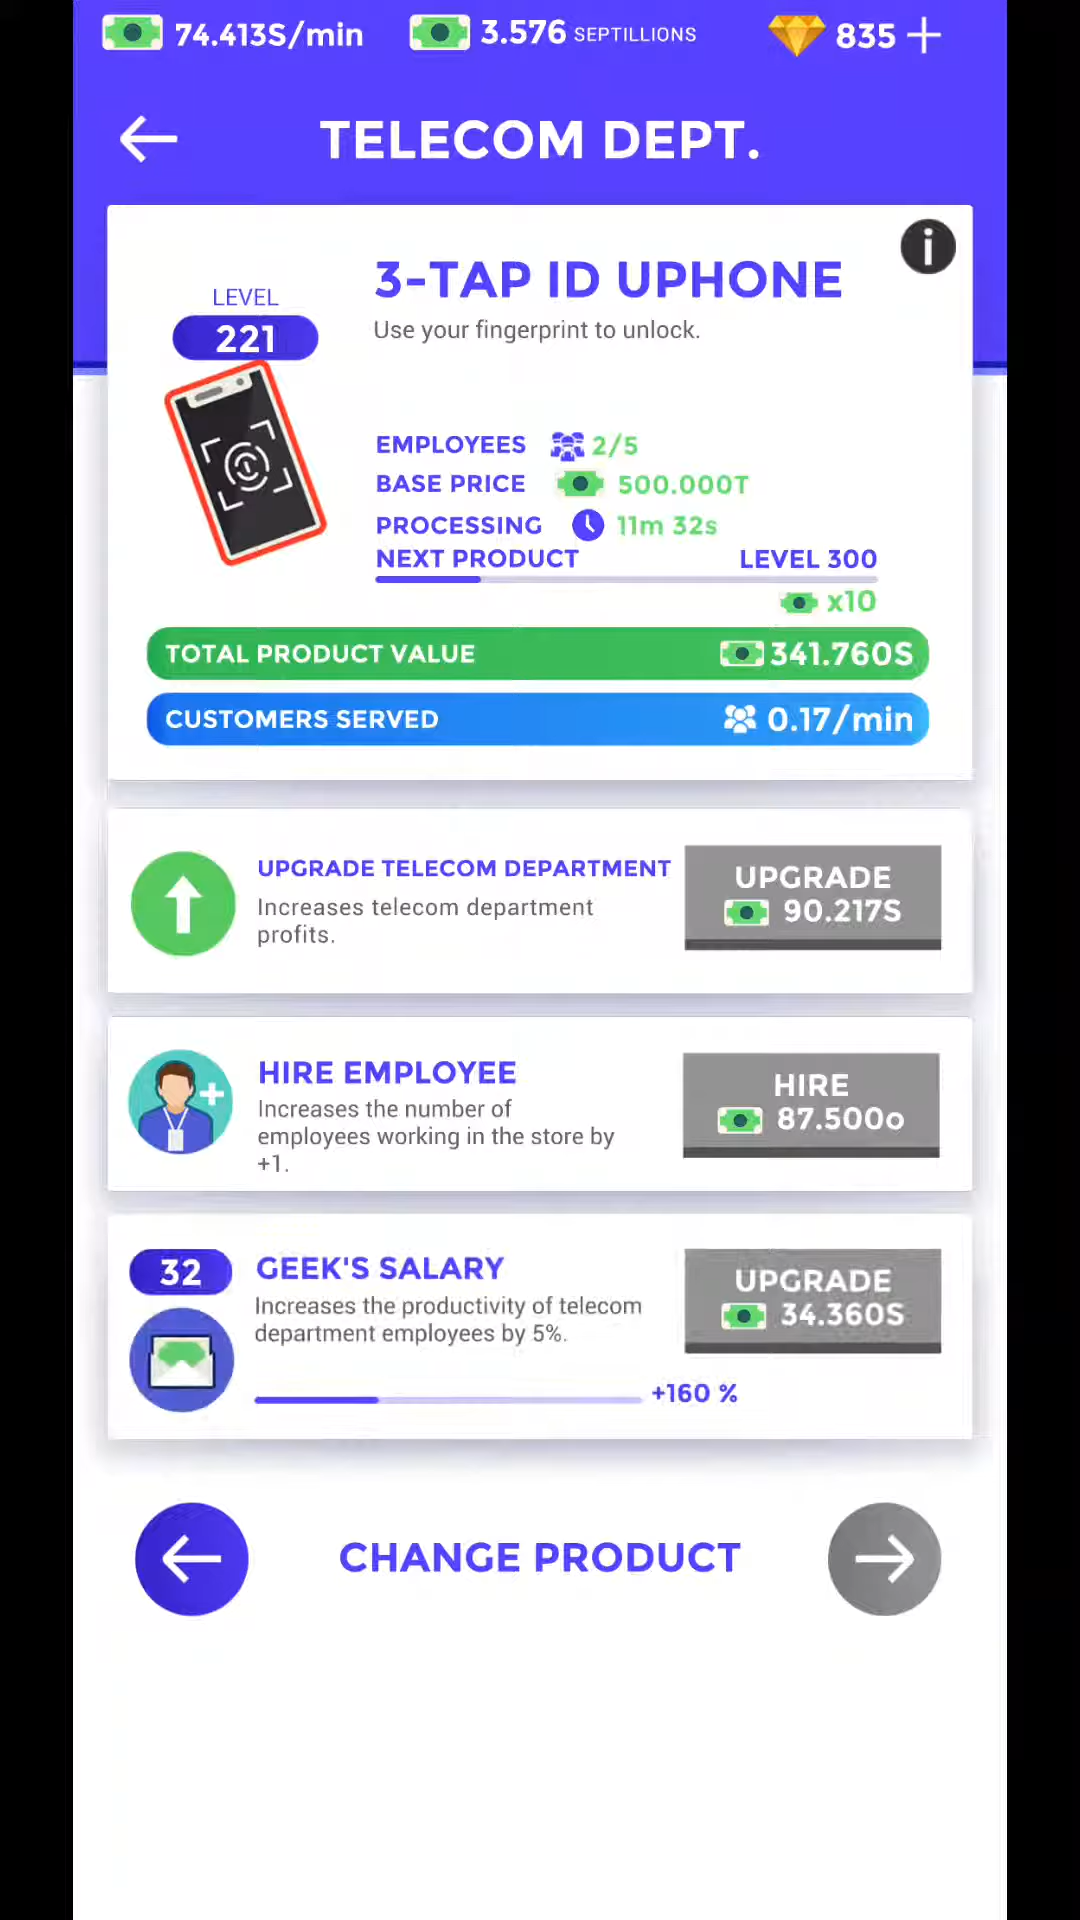 74.413S/min 3.576 SEPTILLIONS 835
TELECOM DEPT.
3-TAP ID UPHONE
Use your fingerprint to unlock.
LEVEL
221
EMPLOYEES 2/5
BASE PRICE 500.000T
PROCESSING 11m 32s
NEXT PRODUCT LEVEL 300
x10
TOTAL PRODUCT VALUE 341.760S
CUSTOMERS SERVED 0.17/min
UPGRADE TELECOM DEPARTMENT
Increases telecom department
profits.
UPGRADE
90.217S
HIRE EMPLOYEE
Increases the number of
employees working in the store by
+1.
HIRE
87.500o
32
GEEK'S SALARY
Increases the productivity of telecom
department employees by 5%.
+160 %
UPGRADE
34.360S
CHANGE PRODUCT